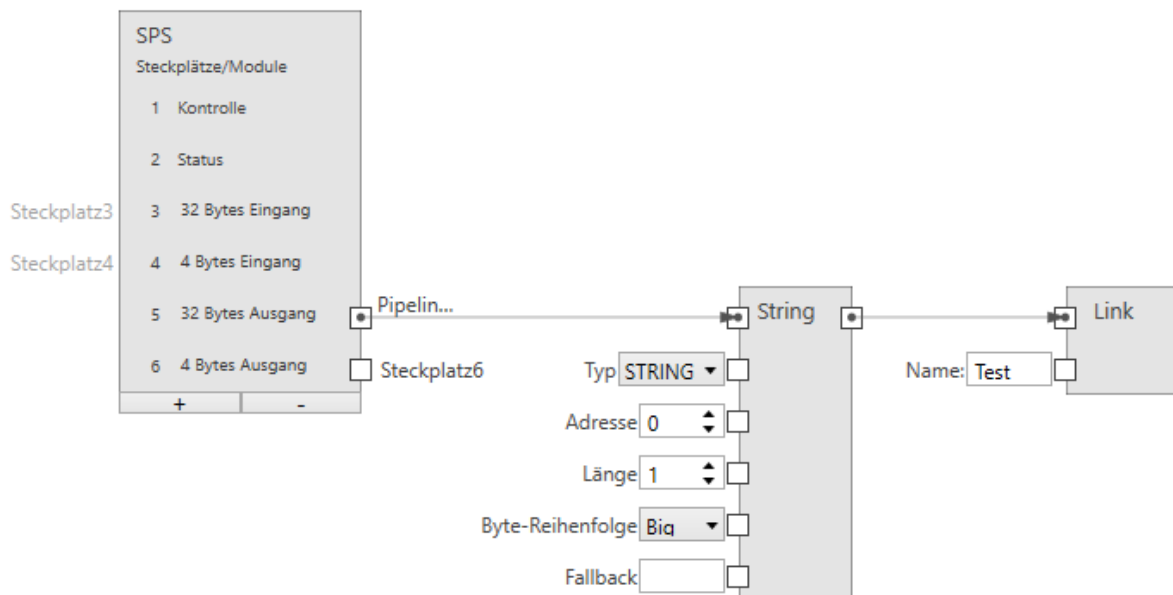 SPS
Steckplätze/Module
1 Kontrolle
2 Status
Steckplatz3 3 32 Bytes Eingang
Steckplatz4 4 4 Bytes Eingang
5 32 Bytes Ausgang Pipelin... String Link
6 4 Bytes Ausgang Steckplatz6 Typ STRING Name: Test
+ -
Adresse 0
Länge 1
Byte-Reihenfolge Big
Fallback